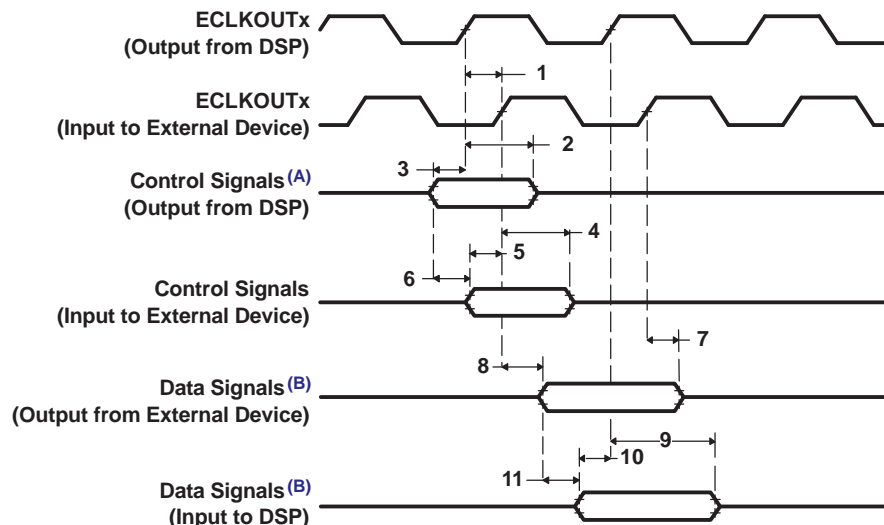 ECLKOUTx
(Output from DSP)
1
ECLKOUTx
(Input to External Device)
2
3
Control Signals (A)
(Output from DSP)
4
5
6
Control Signals
(Input to External Device)
7
8
Data Signals (B)
(Output from External Device)
9
10
11
Data Signals (B)
(Input to DSP)